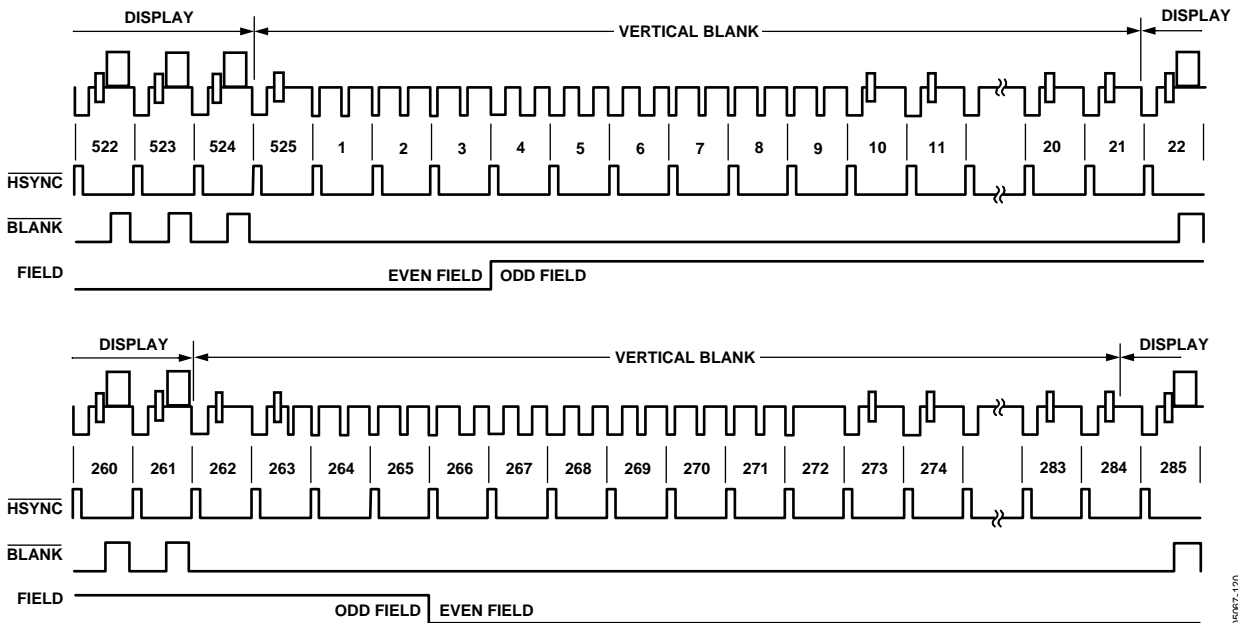 DISPLAY VERTICAL BLANK DISPLAY
522 523 524 525 1 2 3 4 5 6 7 8 9 10 11 20 21 22
HSYNC
BLANK
FIELD EVEN FIELD ODD FIELD
DISPLAY VERTICAL BLANK DISPLAY
260 261 262 263 264 265 266 267 268 269 270 271 272 273 274 283 284 285
HSYNC
BLANK
FIELD ODD FIELD EVEN FIELD
05067-120